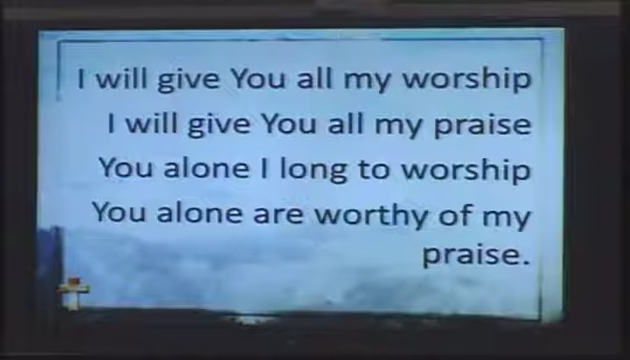 I will give You all my worship
I will give You all my praise
You alone I long to worship
You alone are worthy of my
praise.